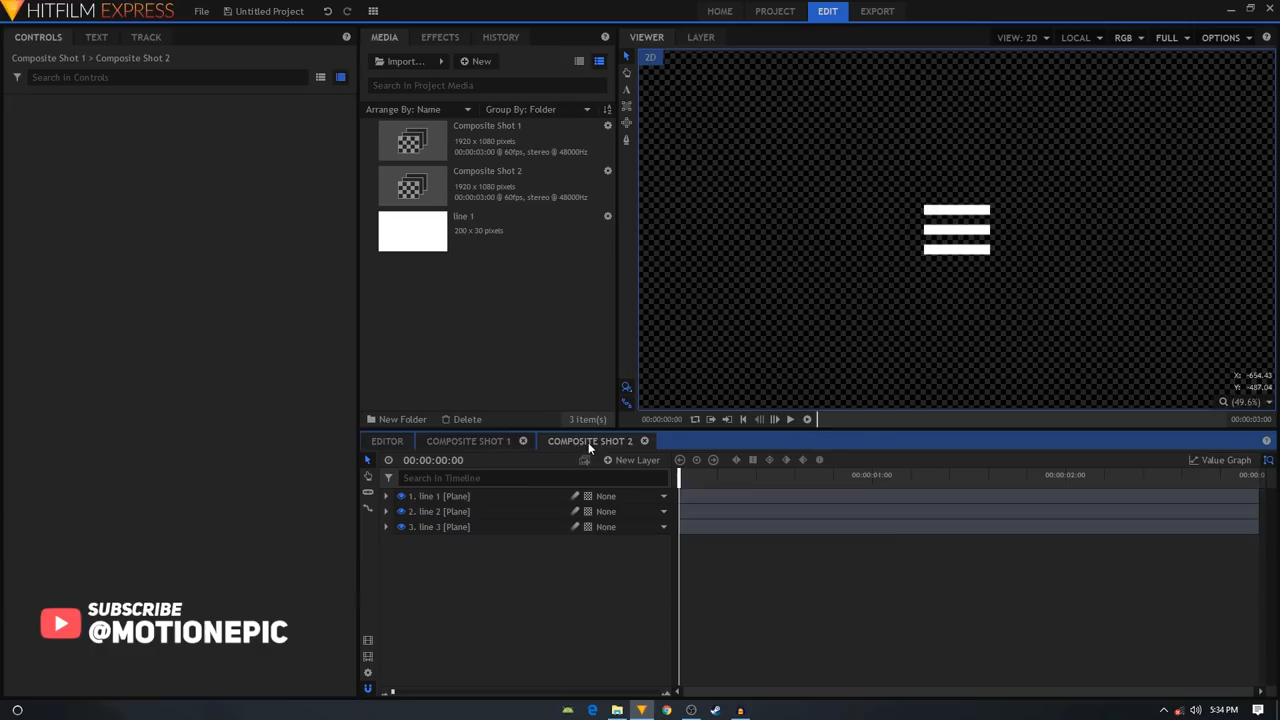 HITFILM EXPRESS File Untitled Project HOME PROJECT EDIT EXPORT
CONTROLS TEXT TRACK
Composite Shot 1 > Composite Shot 2
Search in Controls
MEDIA EFFECTS HISTORY
Import... New
Search In Project Media
Arrange By: Name Group By: Folder
Composite Shot 1
1920 x 1080 pixels
00:00:03:00 @ 60fps, stereo @ 48000Hz
Composite Shot 2
1920 x 1080 pixels
00:00:03:00 @ 60fps, stereo @ 48000Hz
line 1
200 x 30 pixels
New Folder Delete 3 item(s)
VIEWER LAYER VIEW: 2D LOCAL RGB FULL OPTIONS
2D
X: -654.43
Y: -487.04
(49.6%)
00:00:00:00 00:00:03:00
EDITOR COMPOSITE SHOT 1 COMPOSITE SHOT 2
00:00:00:00 New Layer Value Graph
Search in Timeline 00:00:01:00 00:00:02:00 00:00:0
1. line 1 [Plane] None
2. line 2 [Plane] None
3. line 3 [Plane] None
SUBSCRIBE
@MOTIONEPIC
5:34 PM